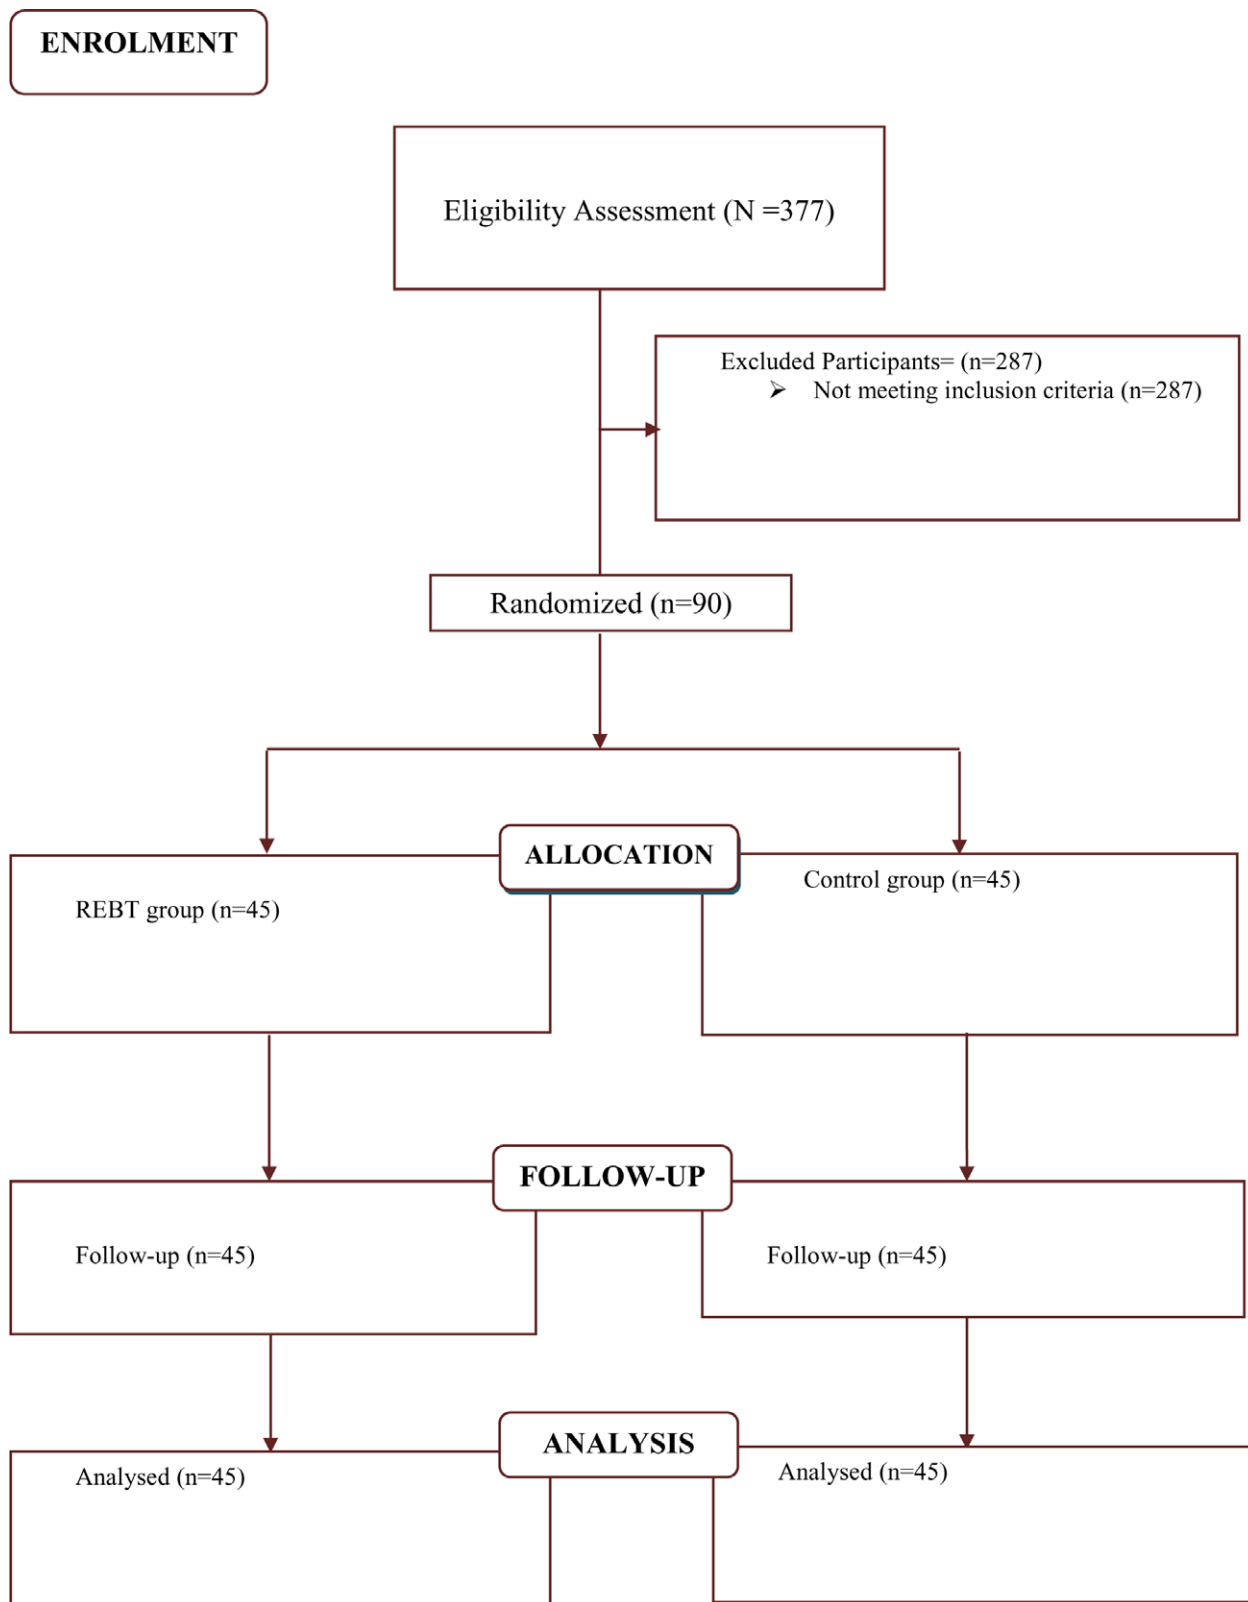 ENROLMENT
Eligibility Assessment (N =377)
Excluded Participants= (n=287)
➢ Not meeting inclusion criteria (n=287)
Randomized (n=90)
ALLOCATION
REBT group (n=45)
Control group (n=45)
FOLLOW-UP
Follow-up (n=45)
Follow-up (n=45)
ANALYSIS
Analysed (n=45)
Analysed (n=45)